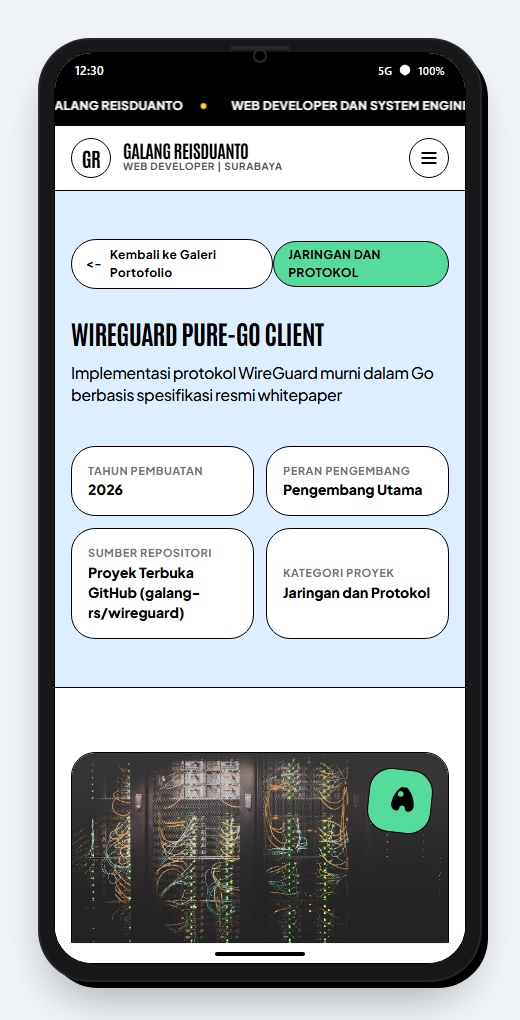 12:30
5G 100%
ALANG REISDUANTO • WEB DEVELOPER DAN SYSTEM ENGIN
GR
GALANG REISDUANTO
WEB DEVELOPER | SURABAYA
<- Kembali ke Galeri
Portofolio
JARINGAN DAN
PROTOKOL
WIREGUARD PURE-GO CLIENT
Implementasi protokol WireGuard murni dalam Go
berbasis spesifikasi resmi whitepaper
TAHUN PEMBUATAN
2026
PERAN PENGEMBANG
Pengembang Utama
SUMBER REPOSITORI
Proyek Terbuka
GitHub (galang-
rs/wireguard)
KATEGORI PROYEK
Jaringan dan Protokol